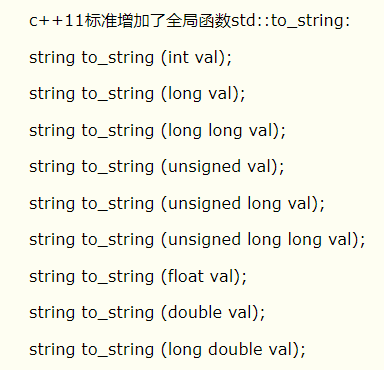 c++11标准增加了全局函数std::to_string:
string to_string (int val);
string to_string (long val);
string to_string (long long val);
string to_string (unsigned val);
string to_string (unsigned long val);
string to_string (unsigned long long val);
string to_string (float val);
string to_string (double val);
string to_string (long double val);